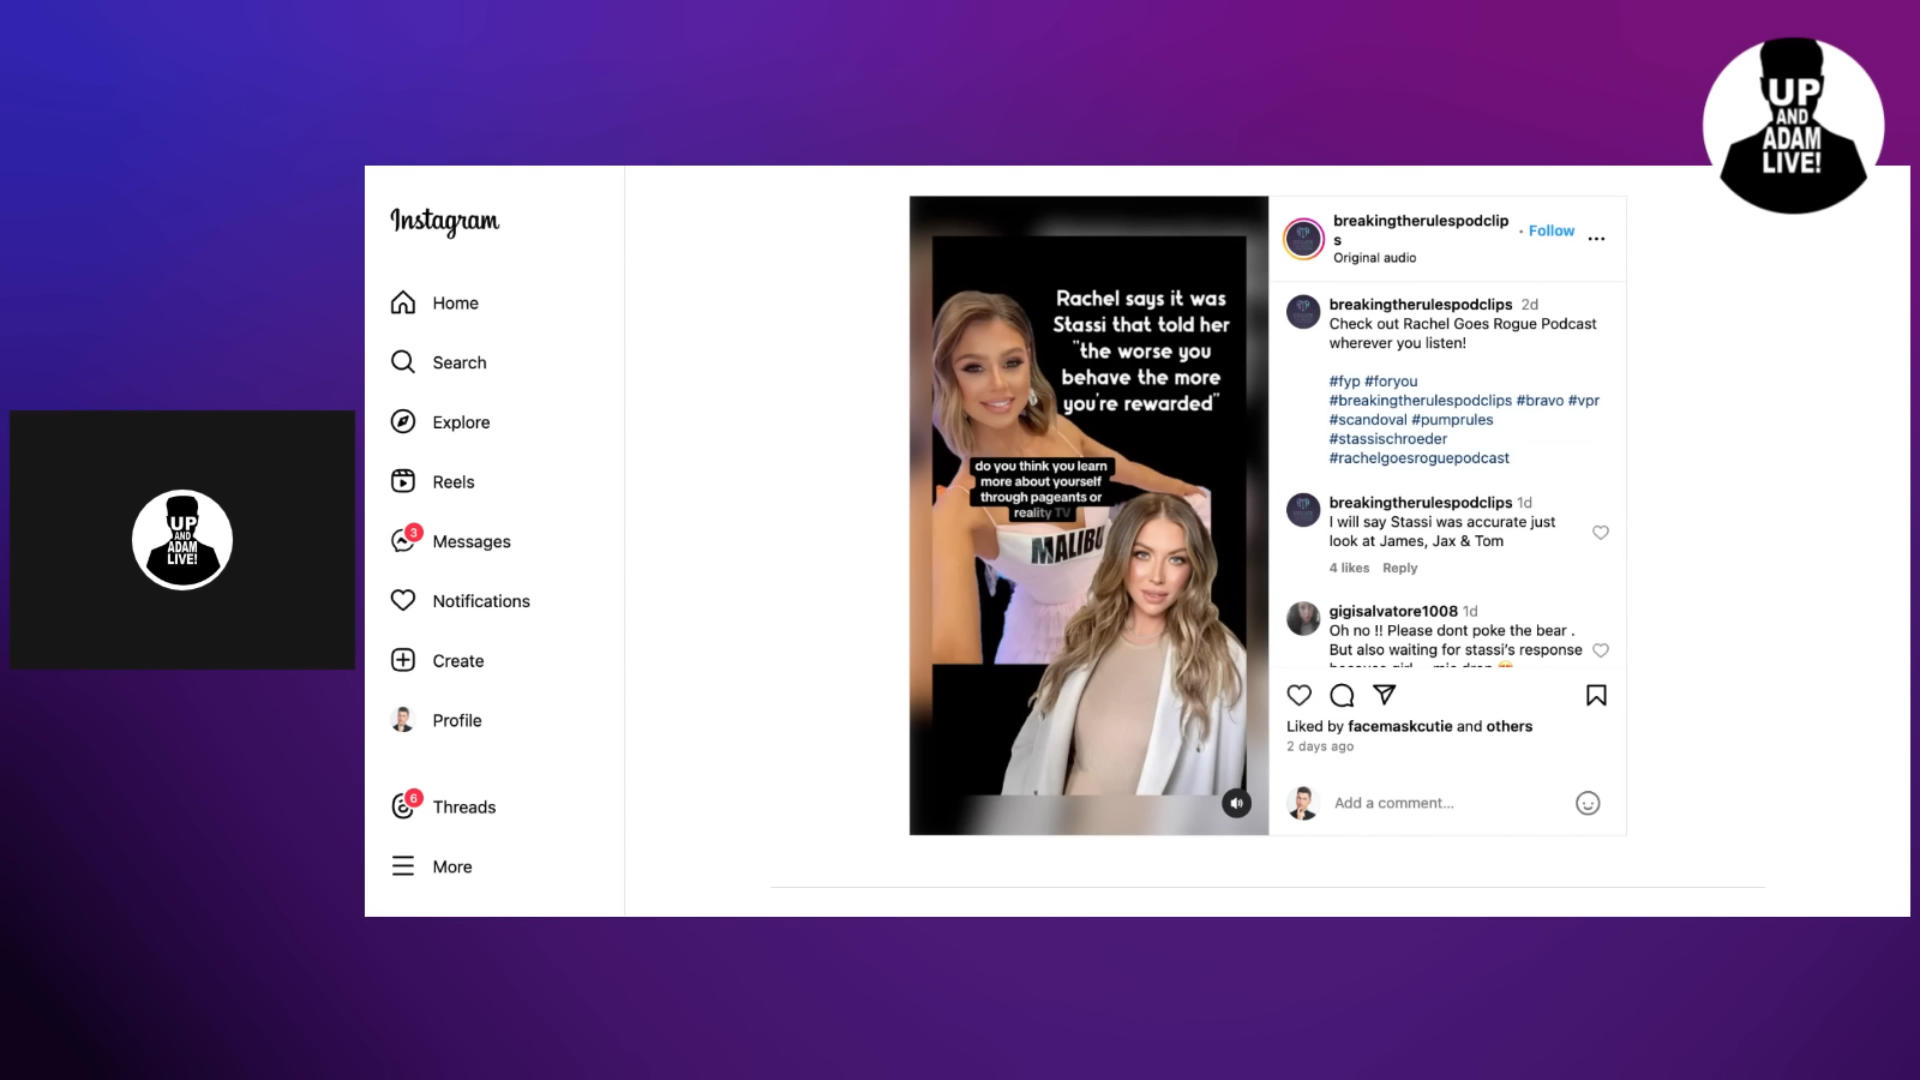 UP
AND
ADAM
LIVE!
UP
AND
ADAM
LIVE!
Instagram
Home
Search
Explore
Reels
3
Messages
Notifications
Create
Profile
6
Threads
More
Rachel says it was
Stassi that told her
"the worse you
behave the more
you're rewarded"
do you think you learn
more about yourself
through pageants or
reality TV
MALIBU
breakingtherulespodclip
s
• Follow
Original audio
breakingtherulespodclips 2d
Check out Rachel Goes Rogue Podcast
wherever you listen!
#fyp #foryou
#breakingtherulespodclips #bravo #vpr
#scandoval #pumprules
#stassischroeder
#rachelgoesroguepodcast
breakingtherulespodclips 1d
I will say Stassi was accurate just
look at James, Jax & Tom
4 likes Reply
gigisalvatore1008 1d
Oh no !! Please dont poke the bear .
But also waiting for stassi's response
Liked by facemaskcutie and others
2 days ago
Add a comment...